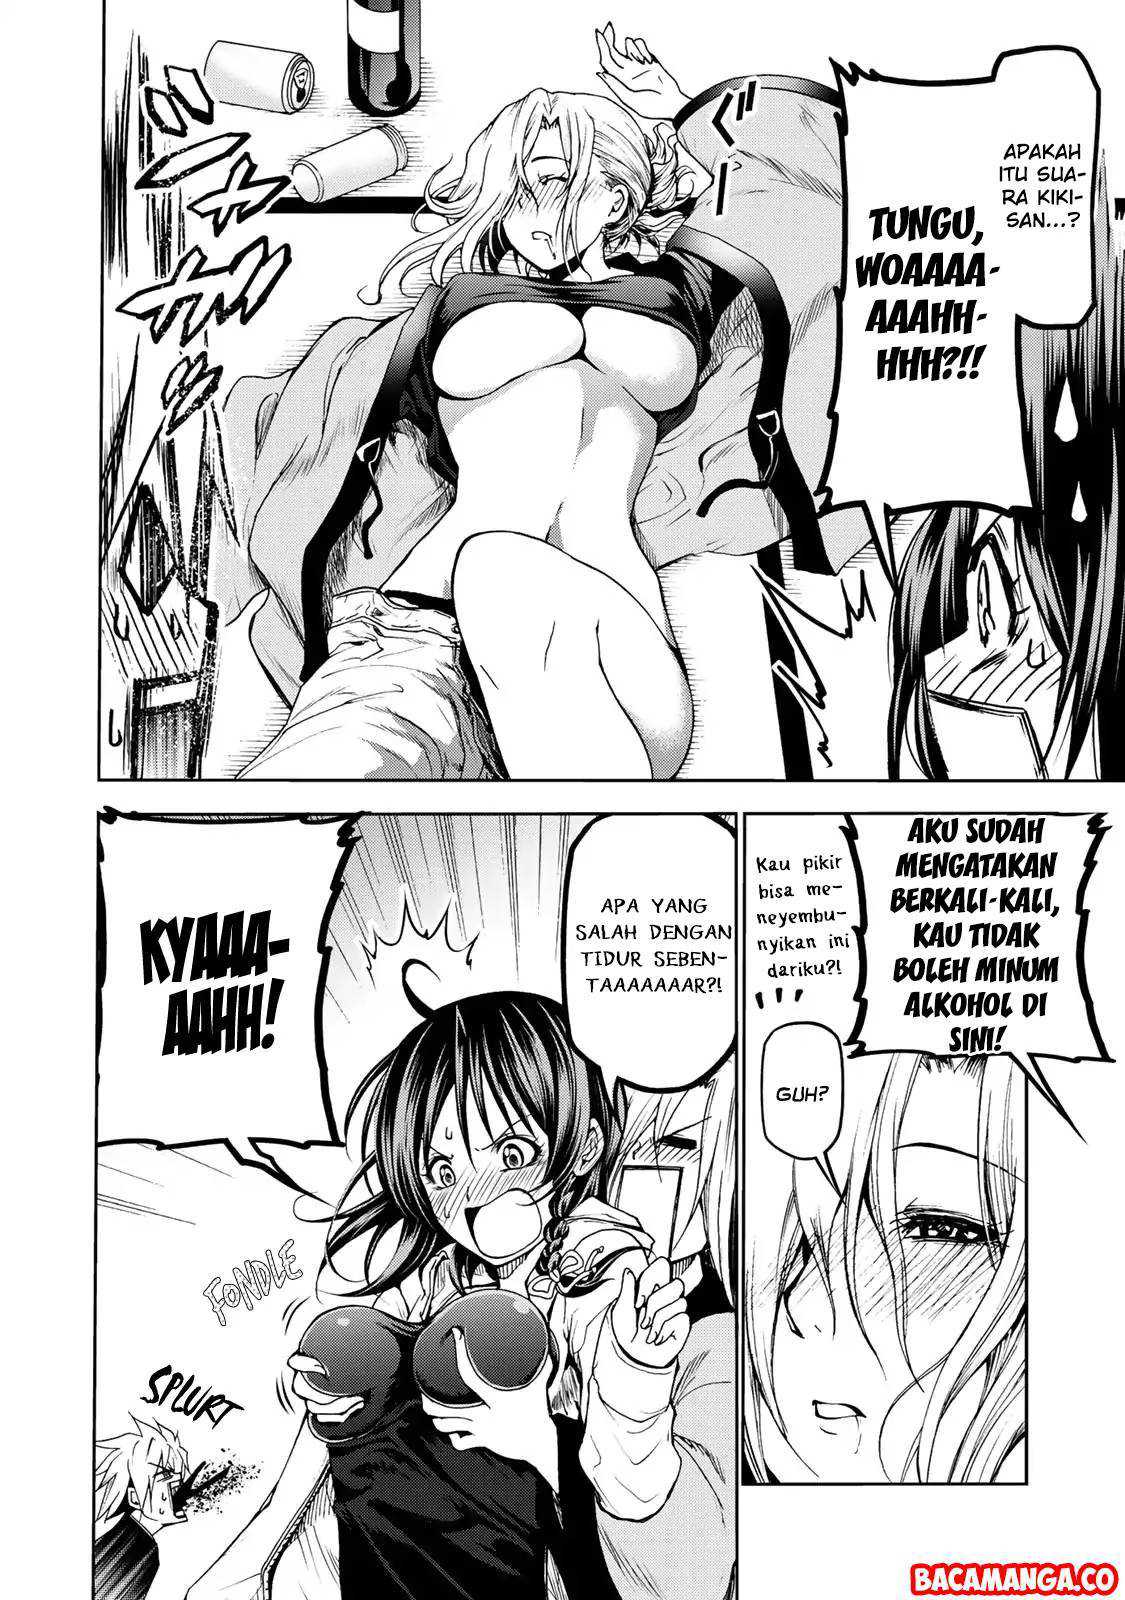 APAKAH
ITU SUA-
RA KIKI-
SAN...?
TUNGU,
WOAAAA-
AAAHH-
HHH?!!
AKU SUDAH
MENGATAKAN
BERKALI-KALI,
KAU TIDAK
BOLEH MINUM
ALKOHOL DI
SINI!
Kau pikir
bisa me-
neyembu-
nyikan ini
dariku?!
GUH?
APA YANG
SALAH DENGAN
TIDUR SEBEN-
TAAAAAAAR?!
KYAAA-
AAHH!
FONDLE
SPLURT
BACAMANGA.CO